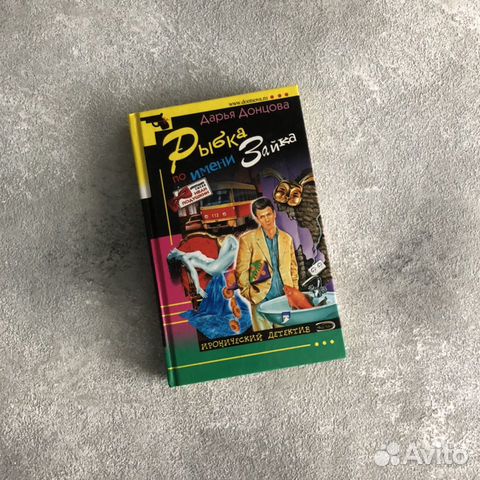 www.dontsova.ru
Дарья Донцова
Рыбка
по имени Зайка
ИРОНИЧЕСКИЙ ДЕТЕКТИВ
Avito